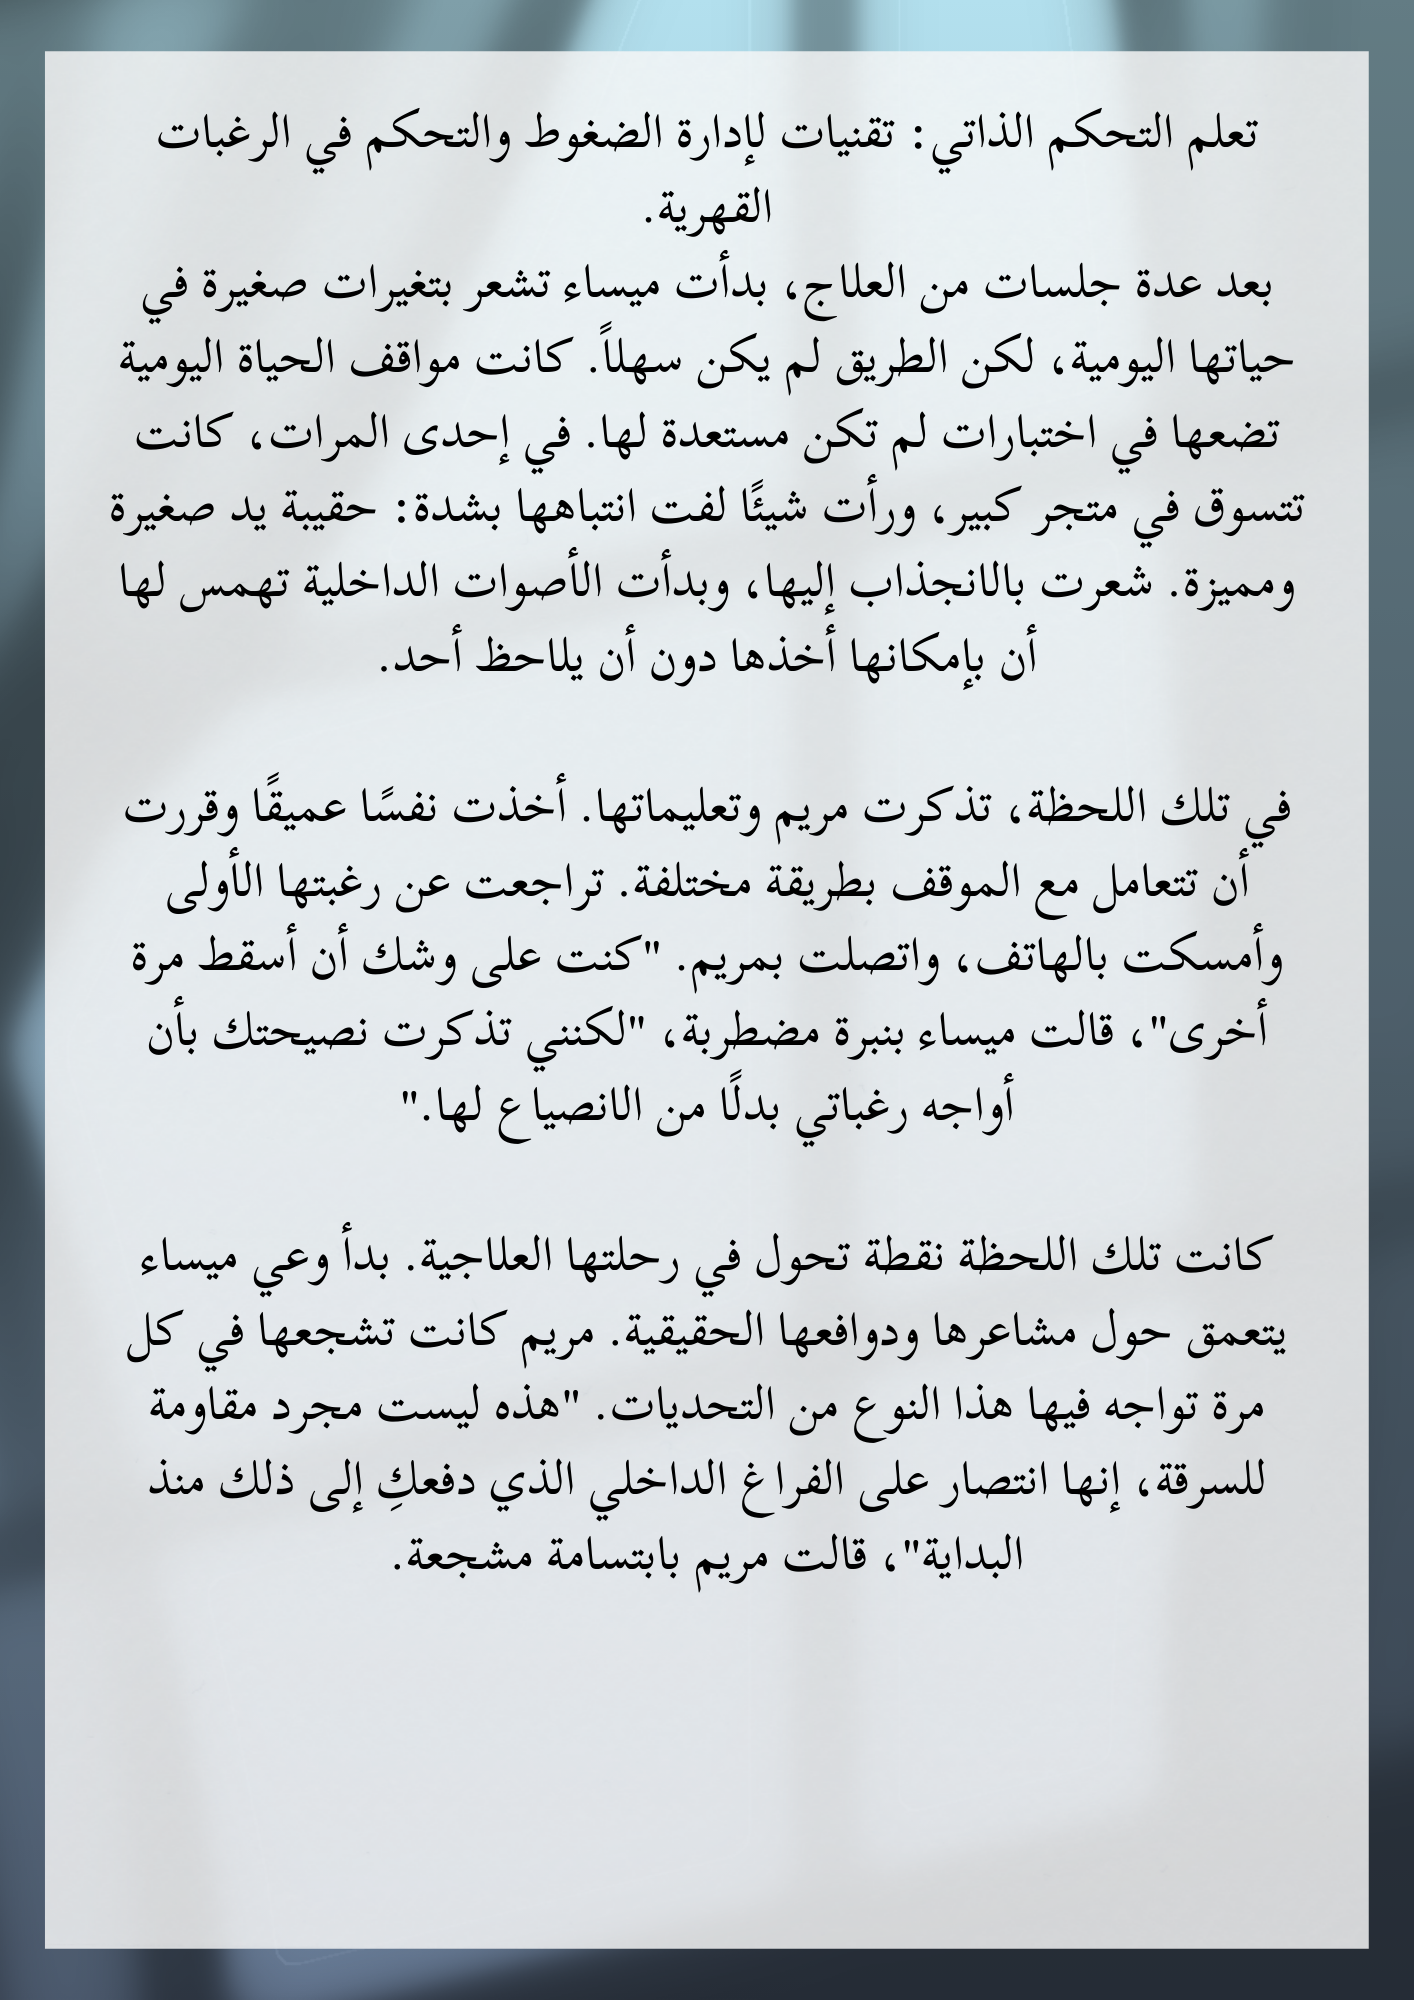 تعلم التحكم الذاتي: تقنيات لإدارة الضغوط والتحكم في الرغبات
القهرية.
بعد عدة جلسات من العلاج، بدأت ميساء تشعر بتغيرات صغيرة في
حياتها اليومية، لكن الطريق لم يكن سهلاً. كانت مواقف الحياة اليومية
تضعها في اختبارات لم تكن مستعدة لها. في إحدى المرات، كانت
تتسوق في متجر كبير، ورأت شيئًا لفت انتباهها بشدة: حقيبة يد صغيرة
ومميزة. شعرت بالانجذاب إليها، وبدأت الأصوات الداخلية تهمس لها
أن بإمكانها أخذها دون أن يلاحظ أحد.
في تلك اللحظة، تذكرت مريم وتعليماتها. أخذت نفسًا عميقًا وقررت
أن تتعامل مع الموقف بطريقة مختلفة. تراجعت عن رغبتها الأولى
وأمسكت بالهاتف، واتصلت بمريم. "كنت على وشك أن أسقط مرة
أخرى"، قالت ميساء بنبرة مضطربة، "لكنني تذكرت نصيحتك بأن
أواجه رغباتي بدلًا من الانصياع لها."
كانت تلك اللحظة نقطة تحول في رحلتها العلاجية. بدأ وعي ميساء
يتعمق حول مشاعرها ودوافعها الحقيقية. مريم كانت تشجعها في كل
مرة تواجه فيها هذا النوع من التحديات. "هذه ليست مجرد مقاومة
للسرقة، إنها انتصار على الفراغ الداخلي الذي دفعكِ إلى ذلك منذ
البداية"، قالت مريم بابتسامة مشجعة.